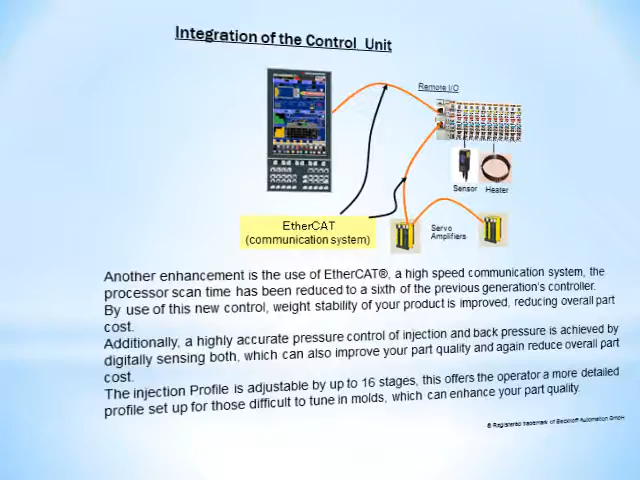 Integration of the Control Unit
Remote I/O
Sensor
Heater
EtherCAT
(communication system)
Servo
Amplifiers
Another enhancement is the use of EtherCAT®, a high speed communication system, the
processor scan time has been reduced to a sixth of the previous generation's controller.
By use of this new control, weight stability of your product is improved, reducing overall part
cost.
Additionally, a highly accurate pressure control of injection and back pressure is achieved by
digitally sensing both, which can also improve your part quality and again reduce overall part
cost.
The injection Profile is adjustable by up to 16 stages, this offers the operator a more detailed
profile set up for those difficult to tune in molds, which can enhance your part quality.
® Registered trademark of Beckhoff Automation GmbH